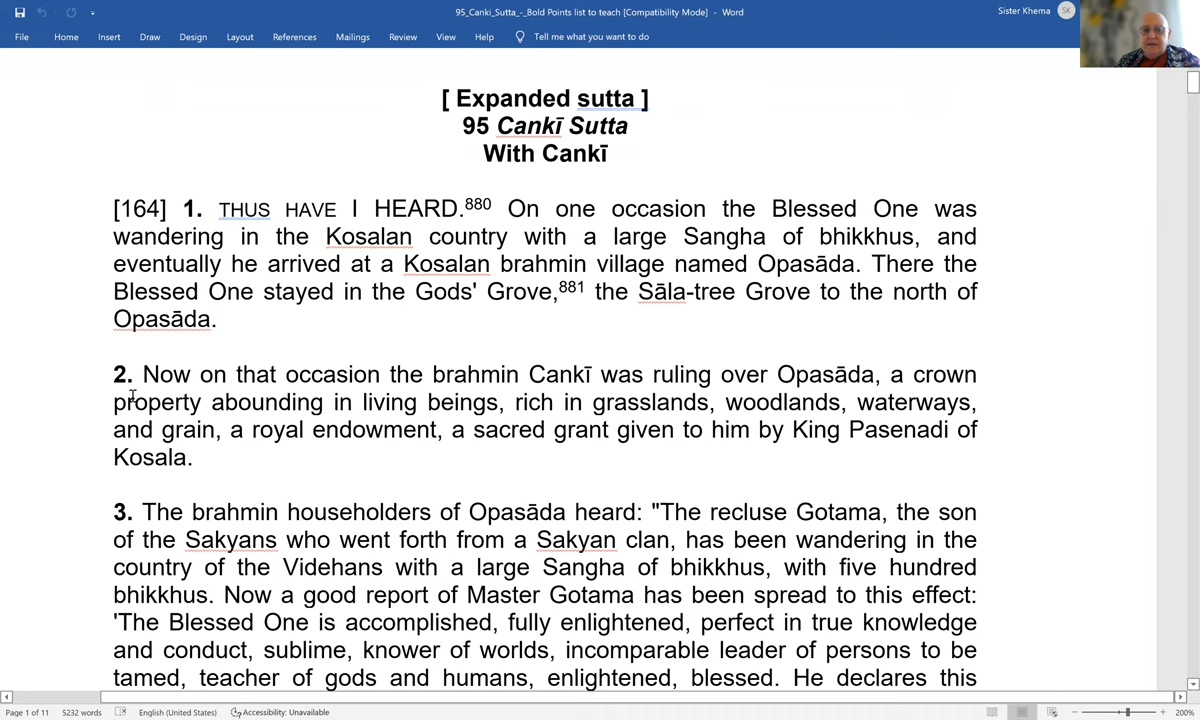 95_Canki_Sutta_-_Bold Points list to teach [Compatibility Mode] - Word
Sister Khema SK
File Home Insert Draw Design Layout References Mailings Review View Help Tell me what you want to do
[ Expanded sutta ]
95 Cankī Sutta
With Cankī
[164] 1. THUS HAVE I HEARD.880 On one occasion the Blessed One was
wandering in the Kosalan country with a large Sangha of bhikkhus, and
eventually he arrived at a Kosalan brahmin village named Opasāda. There the
Blessed One stayed in the Gods' Grove,881 the Sāla-tree Grove to the north of
Opasāda.
2. Now on that occasion the brahmin Cankī was ruling over Opasāda, a crown
property abounding in living beings, rich in grasslands, woodlands, waterways,
and grain, a royal endowment, a sacred grant given to him by King Pasenadi of
Kosala.
3. The brahmin householders of Opasāda heard: "The recluse Gotama, the son
of the Sakyans who went forth from a Sakyan clan, has been wandering in the
country of the Videhans with a large Sangha of bhikkhus, with five hundred
bhikkhus. Now a good report of Master Gotama has been spread to this effect:
'The Blessed One is accomplished, fully enlightened, perfect in true knowledge
and conduct, sublime, knower of worlds, incomparable leader of persons to be
tamed, teacher of gods and humans, enlightened, blessed. He declares this
Page 1 of 11 5232 words English (United States) Accessibility: Unavailable 200%